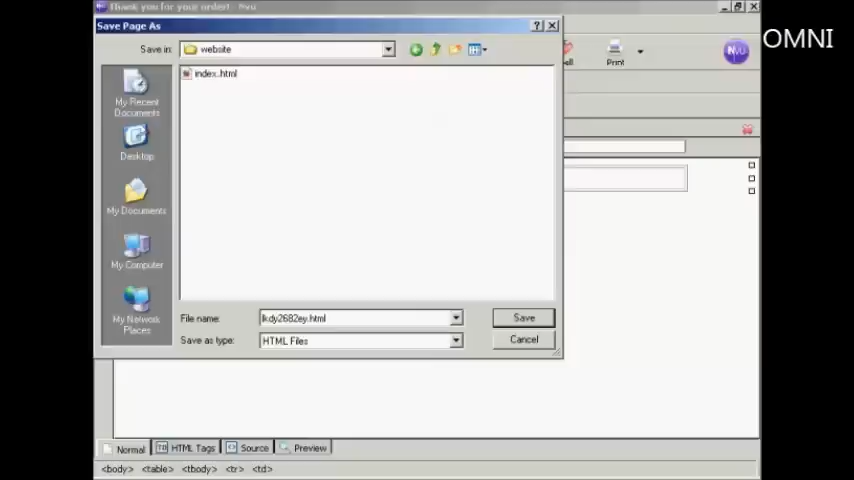 Thank you for your order! - Nvu
Save Page As
Save in:
website
OMNI
index..html
Print
nvu
My Recent
Documents
Desktop
My Documents
My Computer
My Network
Places
File name:
lkdy2682ey.html
Save
Save as type:
HTML Files
Cancel
Normal
HTML Tags
Source
Preview
<body> <table> <tbody> <tr> <td>